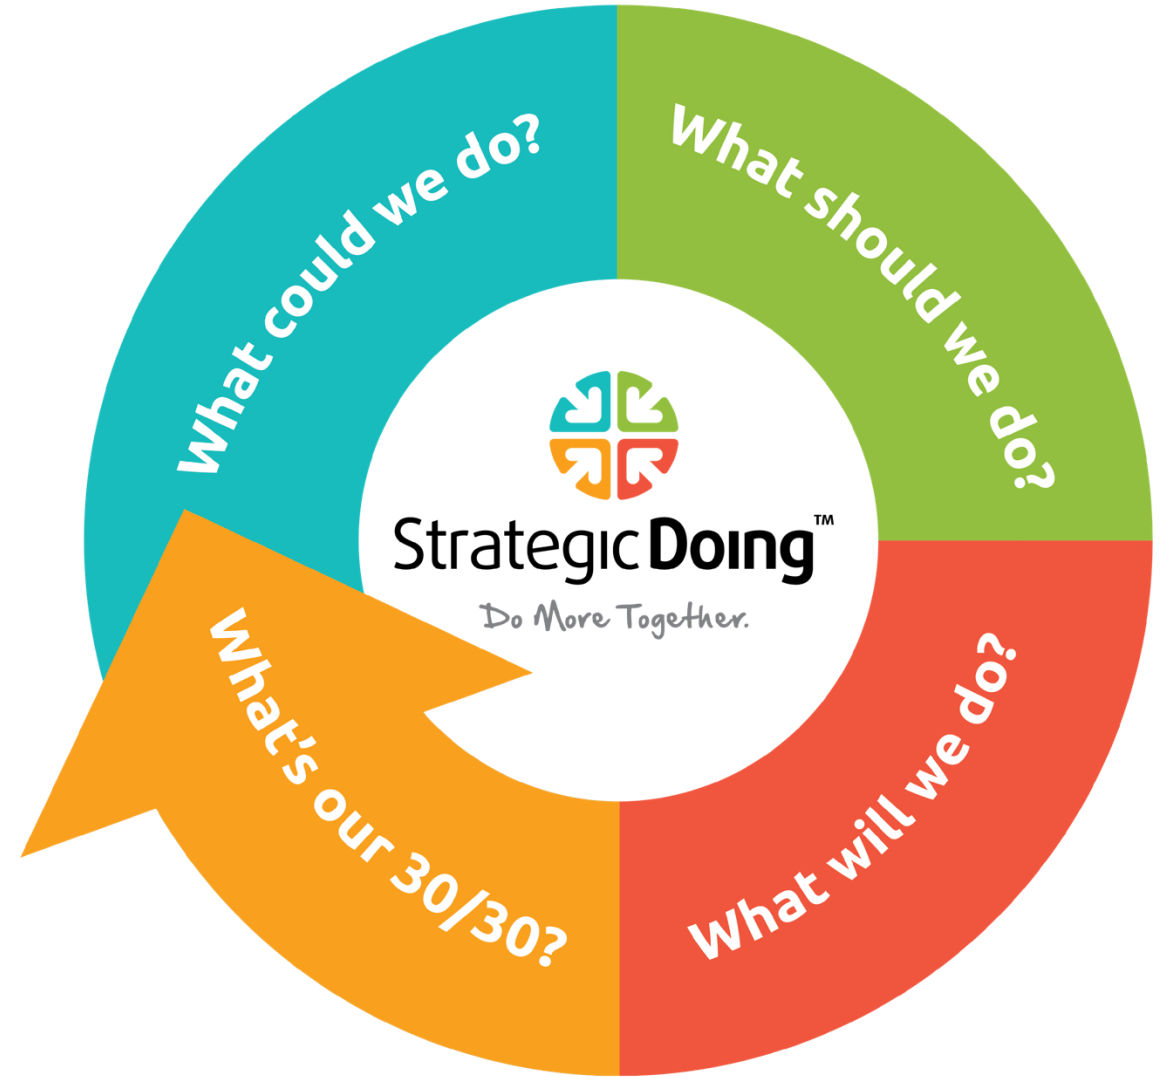 What could we do?
What should we do?
What will we do?
What's our 30/30?
StrategicDoing™
Do More Together.